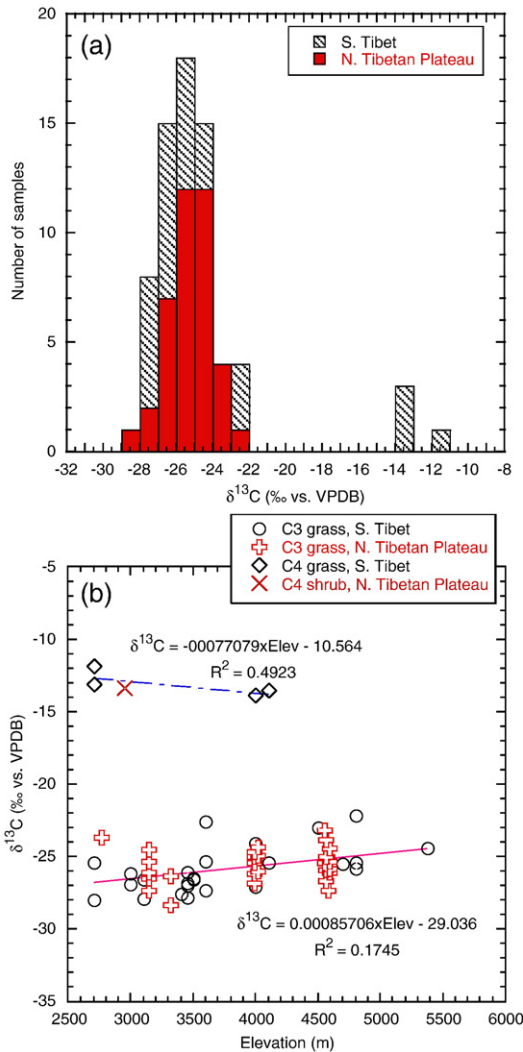 (a)
S. Tibet
N. Tibetan Plateau
20
15
10
5
0
Number of samples
-32 -30 -28 -26 -24 -22 -20 -18 -16 -14 -12 -10 -8
δ13C (‰ vs. VPDB)
C3 grass, S. Tibet
C3 grass, N. Tibetan Plateau
C4 grass, S. Tibet
C4 shrub, N. Tibetan Plateau
(b)
-5
-10
-15
-20
-25
-30
-35
δ13C (‰ vs. VPDB)
δ13C = -00077079xElev - 10.564
R2 = 0.4923
δ13C = 0.00085706xElev - 29.036
R2 = 0.1745
2500 3000 3500 4000 4500 5000 5500 6000
Elevation (m)